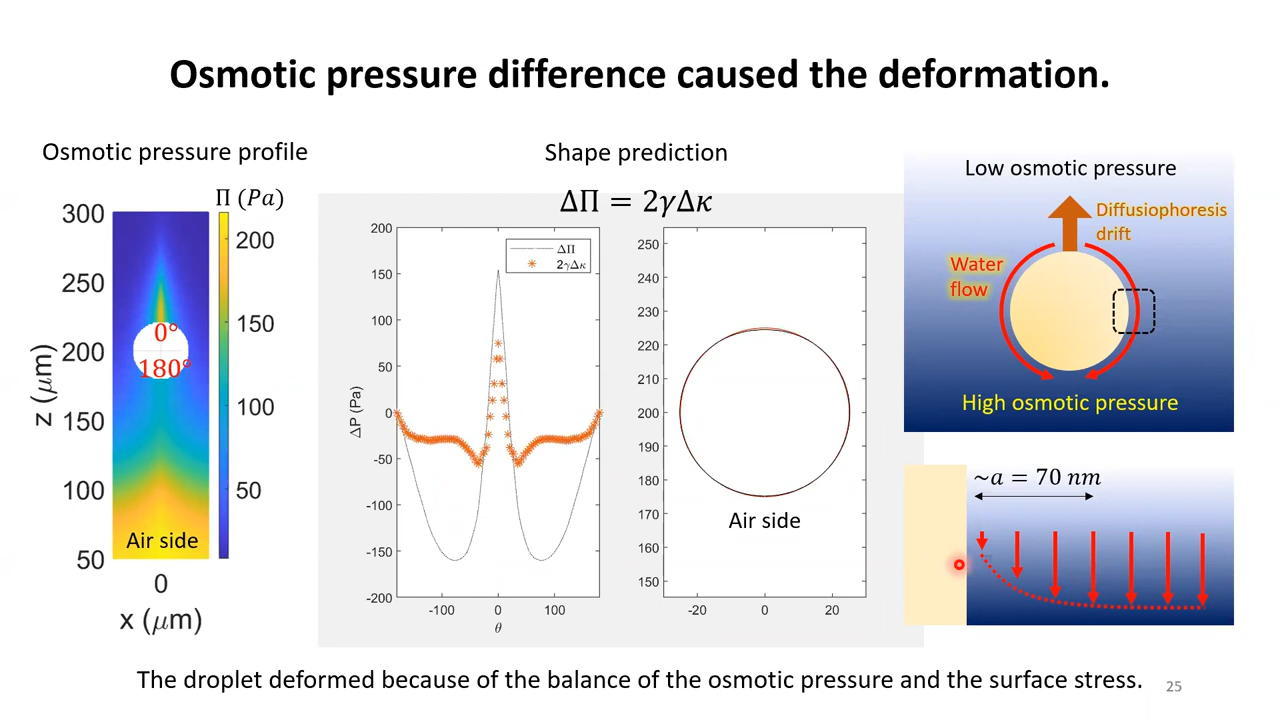 Osmotic pressure difference caused the deformation.
Osmotic pressure profile
Π (Pa)
300
250
200
150
100
50
z (μm)
0°
180°
Air side
0
x (μm)
200
150
100
50
Shape prediction
ΔΠ = 2γΔκ
200
150
100
50
0
-50
-100
-150
-200
ΔP (Pa)
ΔΠ
2γΔκ
-100
0
100
θ
250
240
230
220
210
200
190
180
170
160
150
Air side
-20
0
20
Low osmotic pressure
Diffusiophoresis
drift
Water
flow
High osmotic pressure
~a = 70 nm
The droplet deformed because of the balance of the osmotic pressure and the surface stress.
25